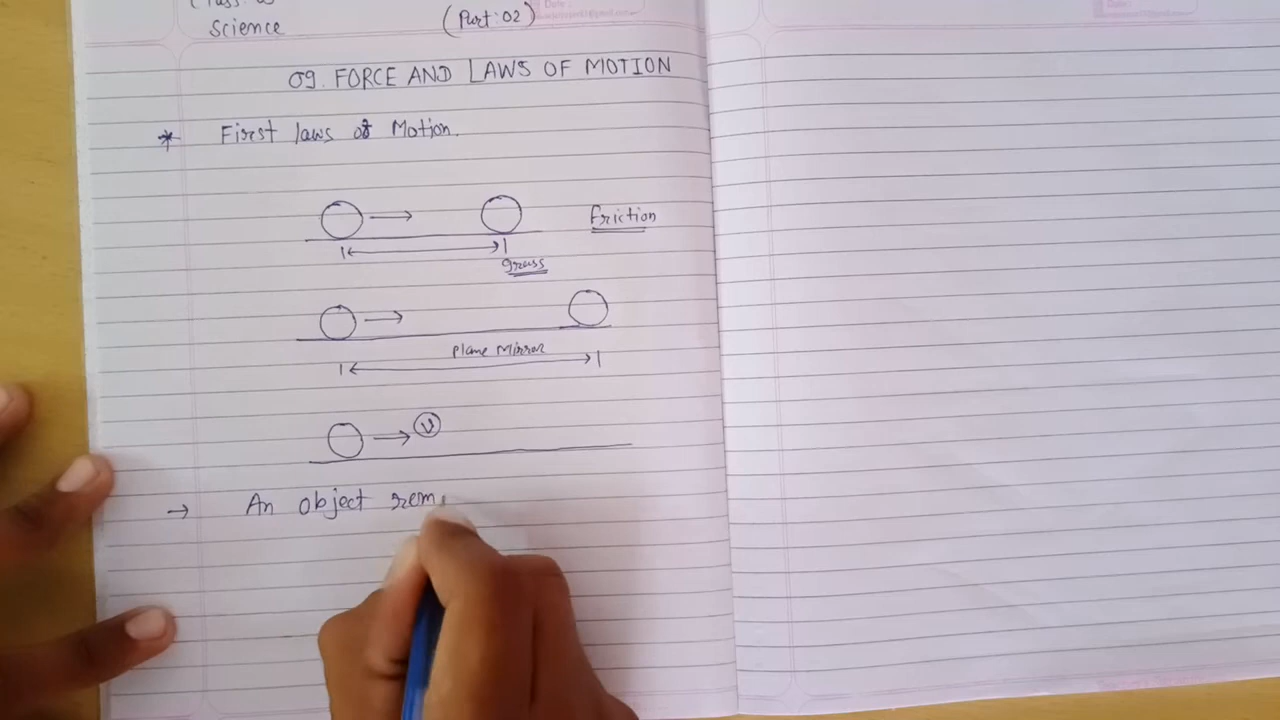 Science
(Part:02)
Date :
09. FORCE AND LAWS OF MOTION
* First laws of Motion.
friction
grass
Plane Mirror
V
→ An object rem